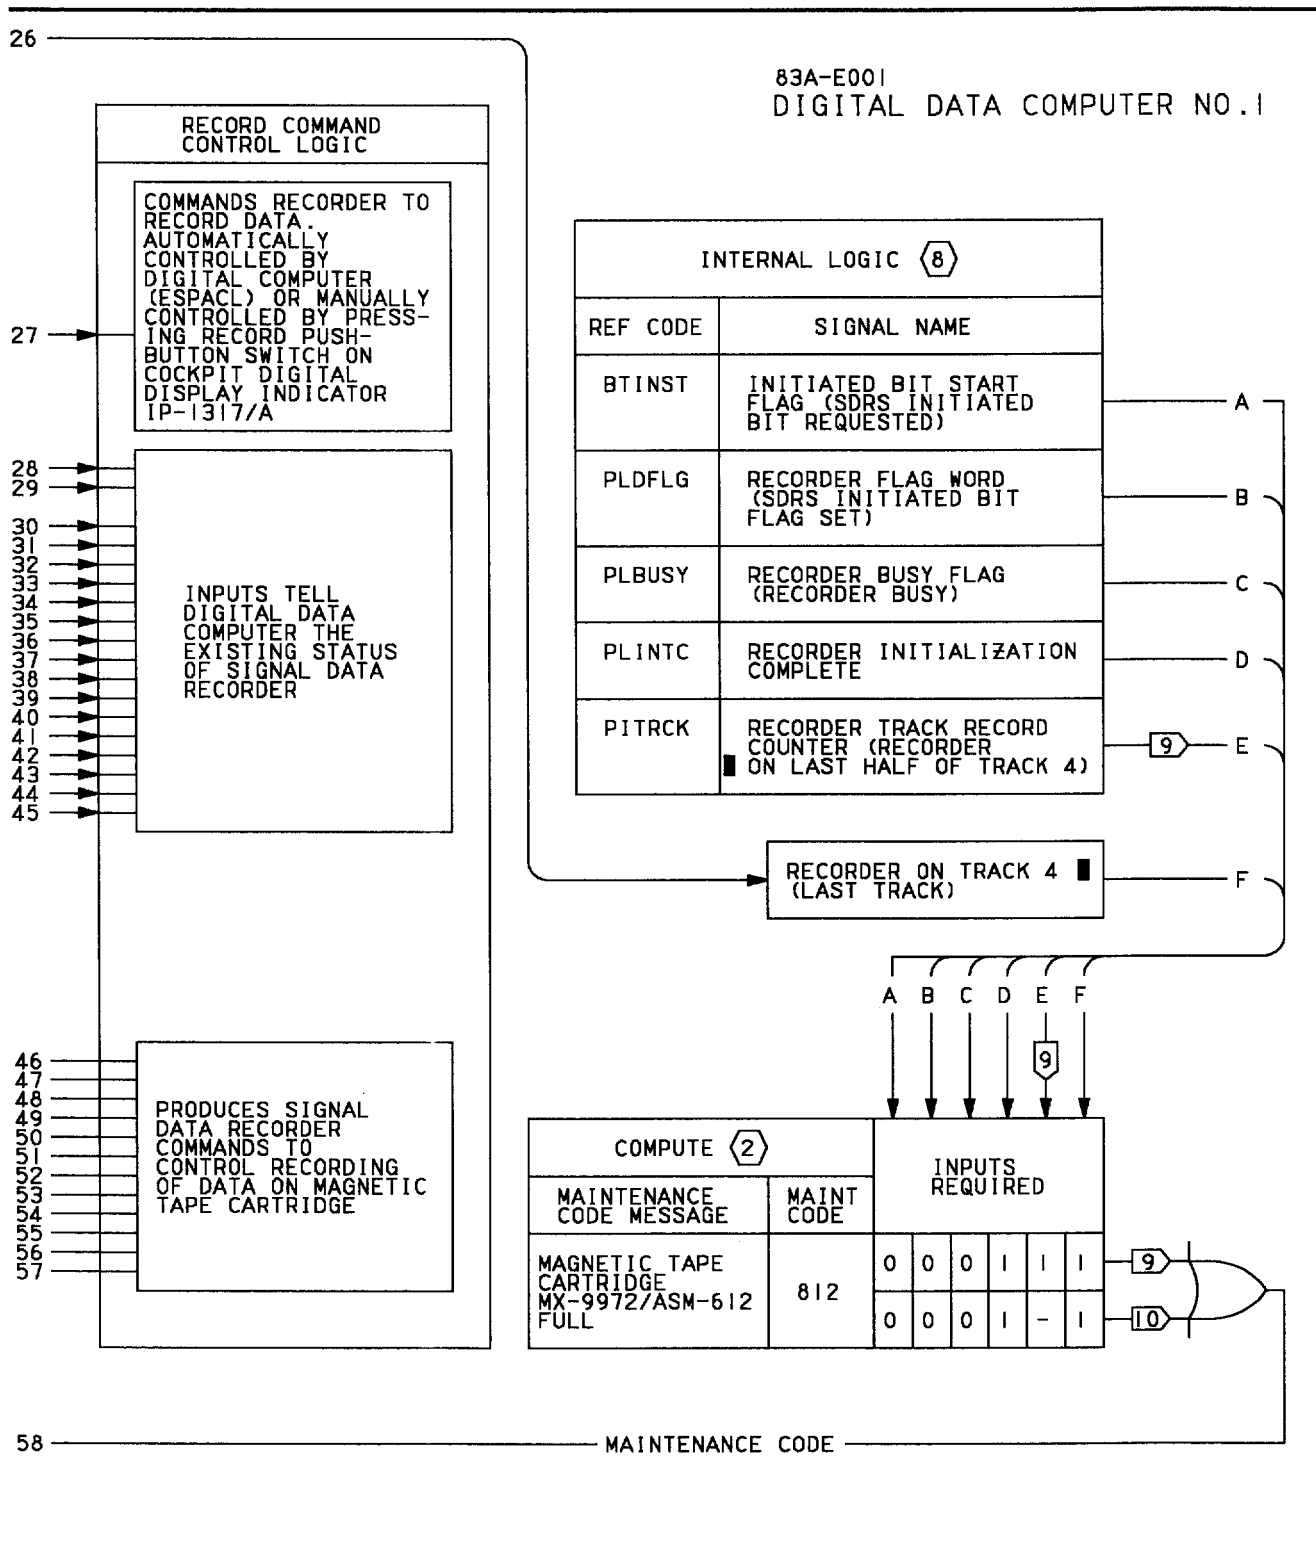 26
83A-E001
DIGITAL DATA COMPUTER NO.1
RECORD COMMAND
CONTROL LOGIC
COMMANDS RECORDER TO
RECORD DATA.
AUTOMATICALLY
CONTROLLED BY
DIGITAL COMPUTER
(ESPACL) OR MANUALLY
CONTROLLED BY PRESS-
ING RECORD PUSH-
BUTTON SWITCH ON
COCKPIT DIGITAL
DISPLAY INDICATOR
IP-1317/A
27
28
29
30
31
32
33
34
35
36
37
38
39
40
41
42
43
44
45
INPUTS TELL
DIGITAL DATA
COMPUTER THE
EXISTING STATUS
OF SIGNAL DATA
RECORDER
46
47
48
49
50
51
52
53
54
55
56
57
PRODUCES SIGNAL
DATA RECORDER
COMMANDS TO
CONTROL RECORDING
OF DATA ON MAGNETIC
TAPE CARTRIDGE
INTERNAL LOGIC 8
REF CODE SIGNAL NAME
BTINST INITIATED BIT START
FLAG (SDRS INITIATED
BIT REQUESTED)
A
PLDFLG RECORDER FLAG WORD
(SDRS INITIATED BIT
FLAG SET)
B
PLBUSY RECORDER BUSY FLAG
(RECORDER BUSY)
C
PLINTC RECORDER INITIALIZATION
COMPLETE
D
PITRCK RECORDER TRACK RECORD
COUNTER (RECORDER
ON LAST HALF OF TRACK 4)
9 E
RECORDER ON TRACK 4
(LAST TRACK)
F
A B C D E F
9
COMPUTE 2
INPUTS
REQUIRED
MAINTENANCE
CODE MESSAGE
MAINT
CODE
MAGNETIC TAPE
CARTRIDGE
MX-9972/ASM-612
FULL
812
0 0 0 1 1 1 9
0 0 0 1 - 1 10
58 MAINTENANCE CODE